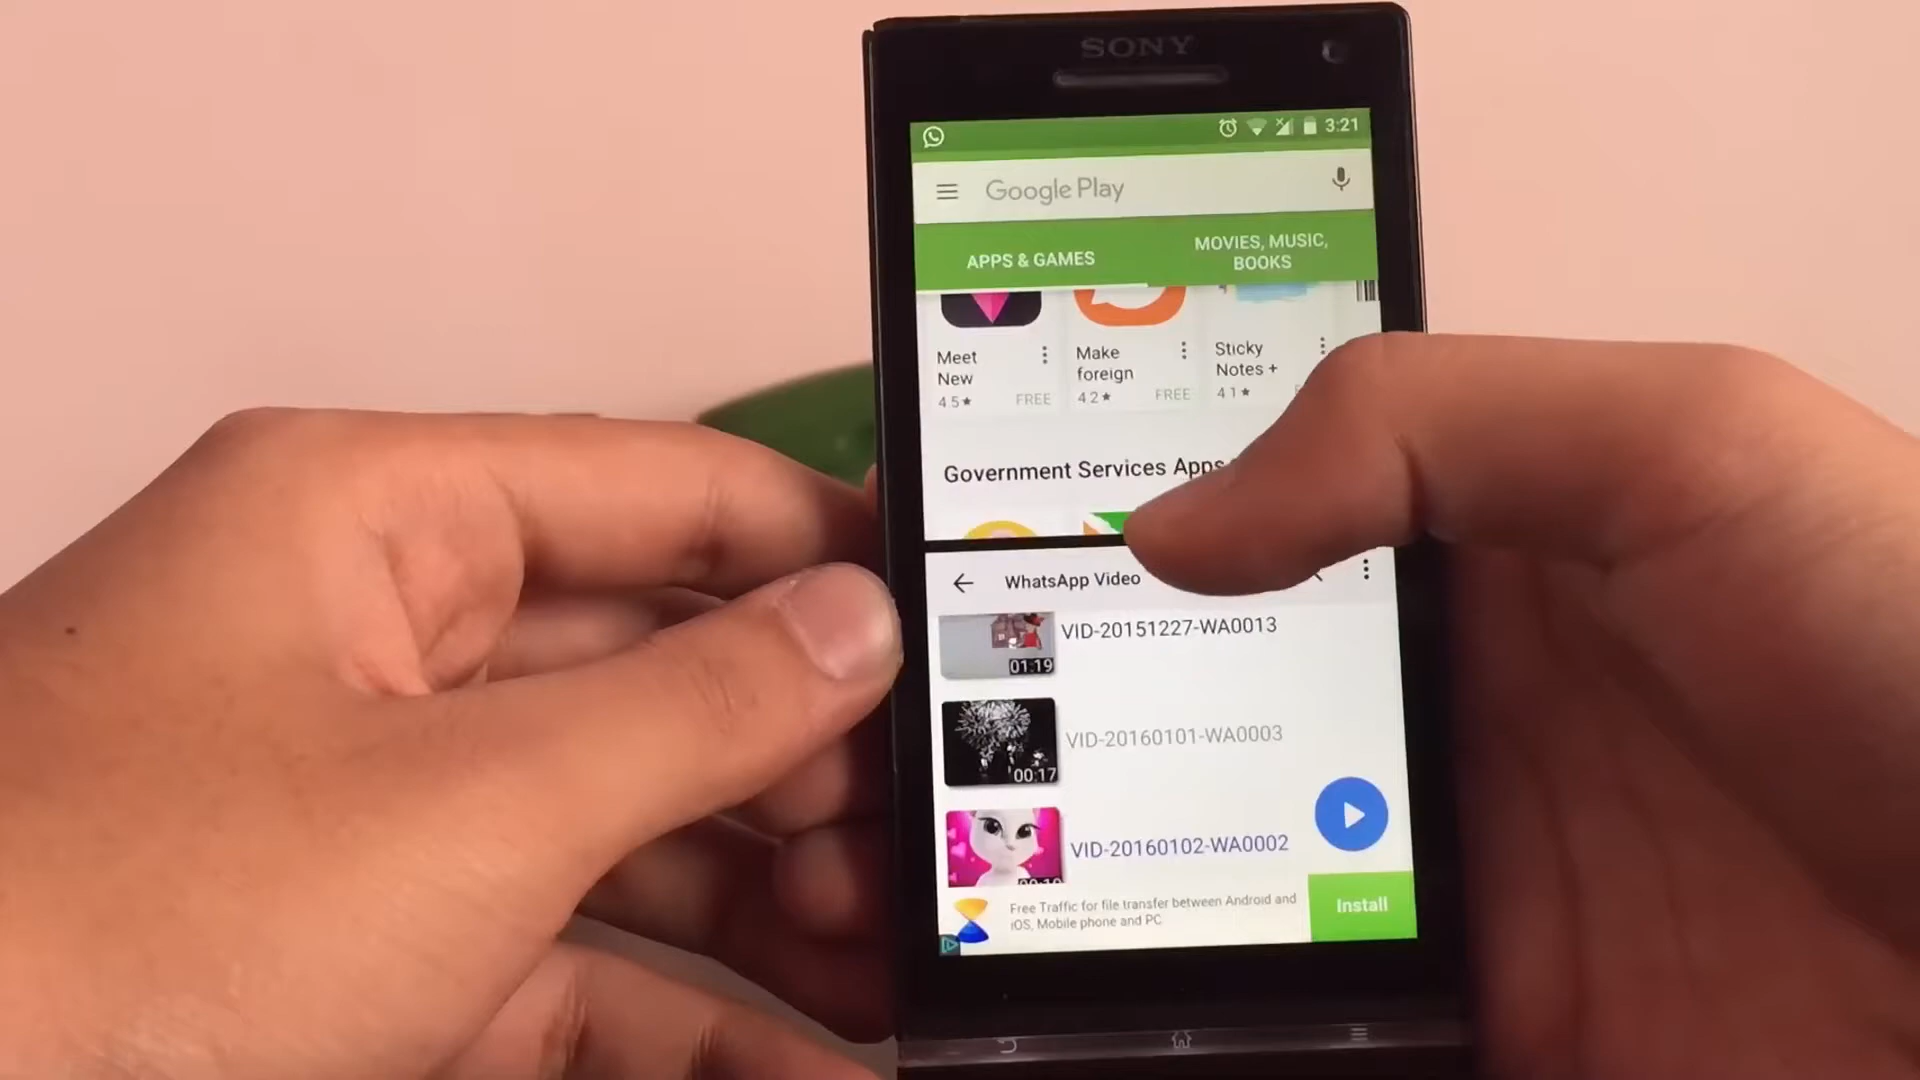 SONY
3:21
Google Play
APPS & GAMES
MOVIES, MUSIC,
BOOKS
Meet
New
4.5★
FREE
Make
foreign
4.2★
FREE
Sticky
Notes +
4.1★
Government Services Apps
WhatsApp Video
VID-20151227-WA0013
01:19
VID-20160101-WA0003
00:17
VID-20160102-WA0002
Free Traffic for file transfer between Android and
iOS, Mobile phone and PC
Install